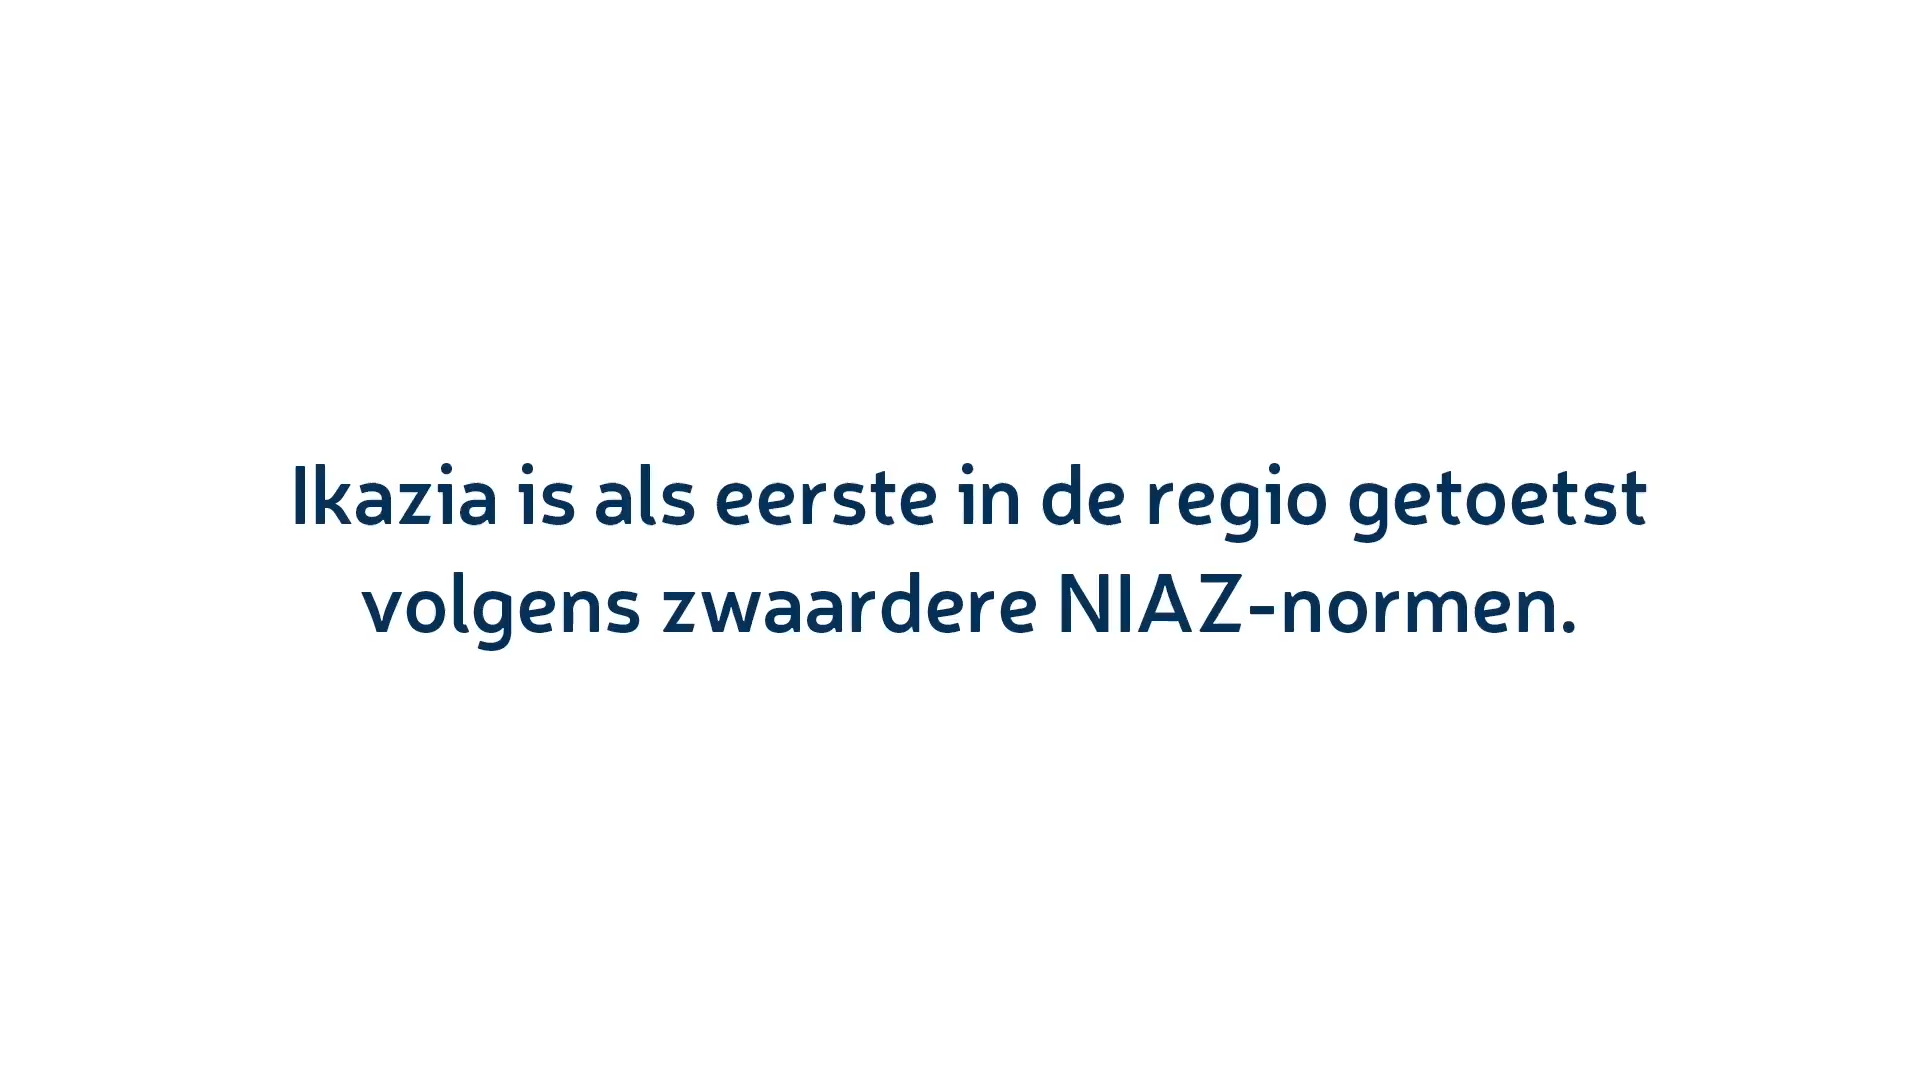 Ikazia is als eerste in de regio getoetst
volgens zwaardere NIAZ-normen.